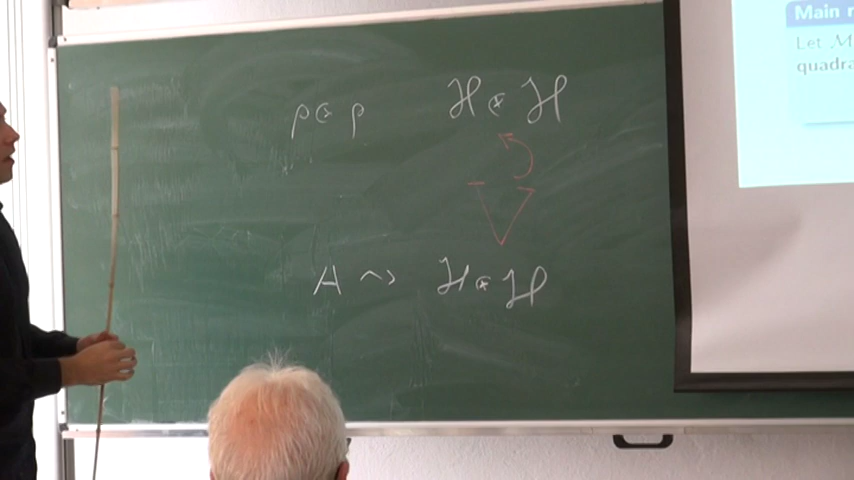 ρ ⊗ ρ  ℋ ⊗ ℋ
A ⇝ ℋ ⊗ ℋ
Main
Let ℳ
quadra